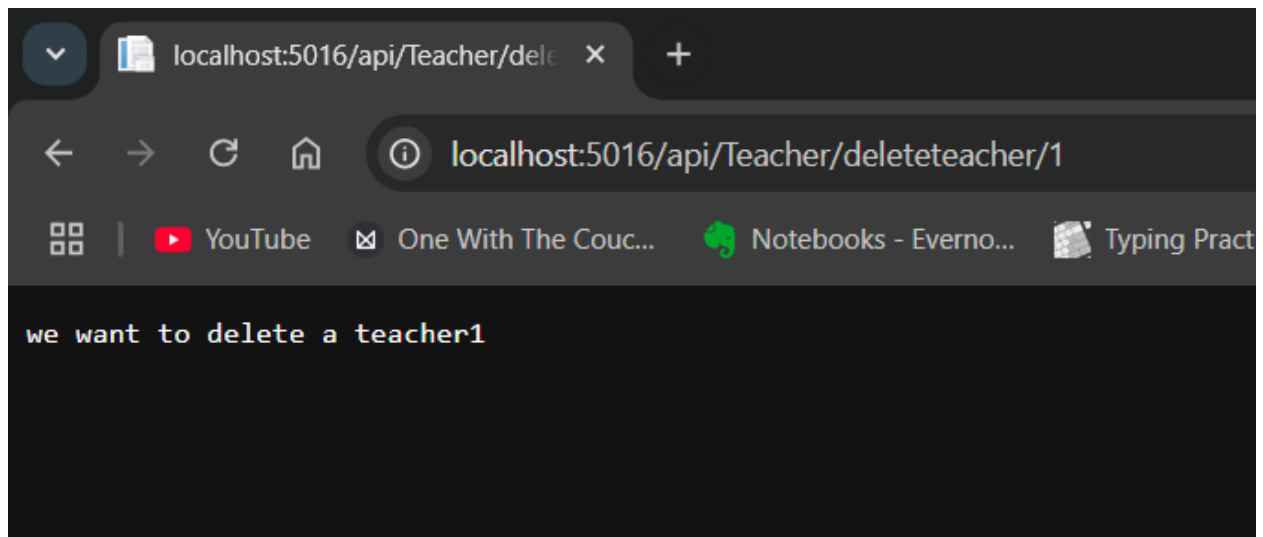 localhost:5016/api/Teacher/dele
localhost:5016/api/Teacher/deleteteacher/1
YouTube One With The Couc... Notebooks - Everno... Typing Pract
we want to delete a teacher1